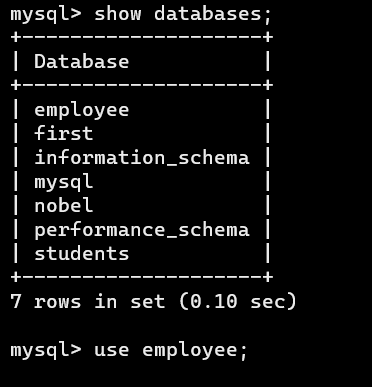 mysql> show databases;
+--------------------+
| Database           |
+--------------------+
| employee           |
| first              |
| information_schema |
| mysql              |
| nobel              |
| performance_schema |
| students           |
+--------------------+
7 rows in set (0.10 sec)
mysql> use employee;